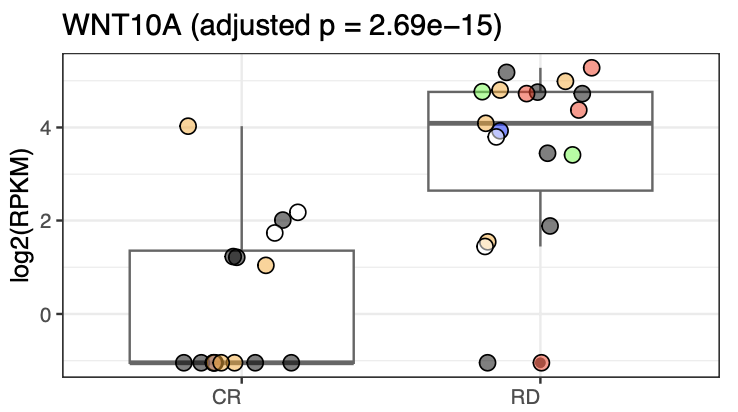 WNT10A (adjusted p = 2.69e−15)
log2(RPKM)
4
2
0
CR RD